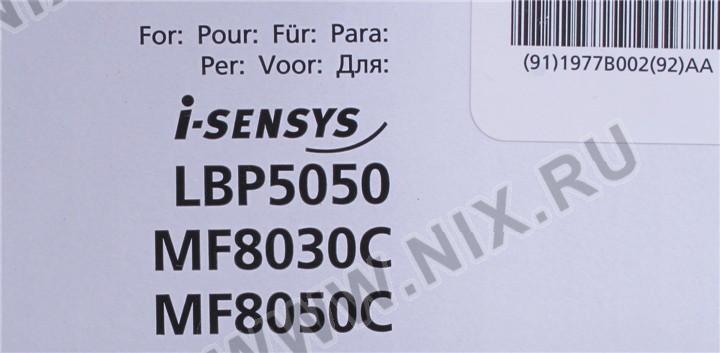 For: Pour: Für: Para:
Per: Voor: Для:
i-SENSYS
LBP5050
MF8030C
MF8050C
(91)1977B002(92)AA
WWW.NIX.RU